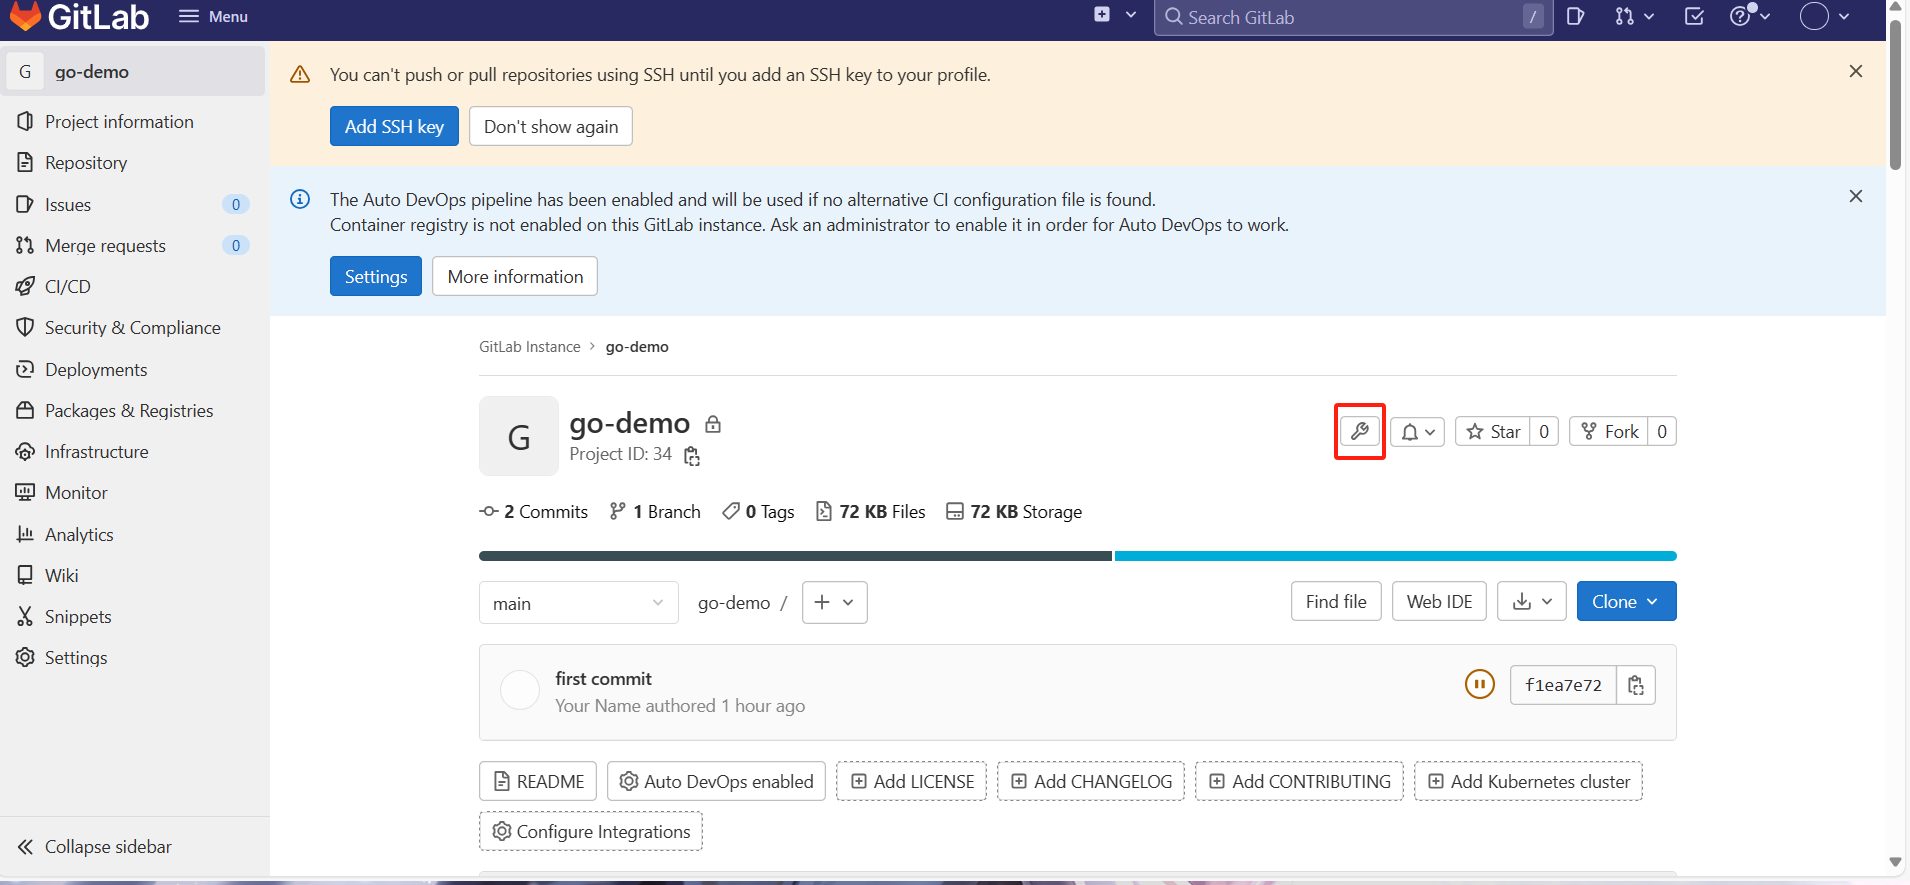 GitLab
Menu
Search GitLab
/
G
go-demo
Project information
Repository
Issues
0
Merge requests
0
CI/CD
Security & Compliance
Deployments
Packages & Registries
Infrastructure
Monitor
Analytics
Wiki
Snippets
Settings
Collapse sidebar
You can't push or pull repositories using SSH until you add an SSH key to your profile.
Add SSH key
Don't show again
The Auto DevOps pipeline has been enabled and will be used if no alternative CI configuration file is found.
Container registry is not enabled on this GitLab instance. Ask an administrator to enable it in order for Auto DevOps to work.
Settings
More information
GitLab Instance > go-demo
G
go-demo
Project ID: 34
Star 0
Fork 0
2 Commits
1 Branch
0 Tags
72 KB Files
72 KB Storage
main
go-demo /
Find file
Web IDE
Clone
first commit
Your Name authored 1 hour ago
f1ea7e72
README
Auto DevOps enabled
Add LICENSE
Add CHANGELOG
Add CONTRIBUTING
Add Kubernetes cluster
Configure Integrations